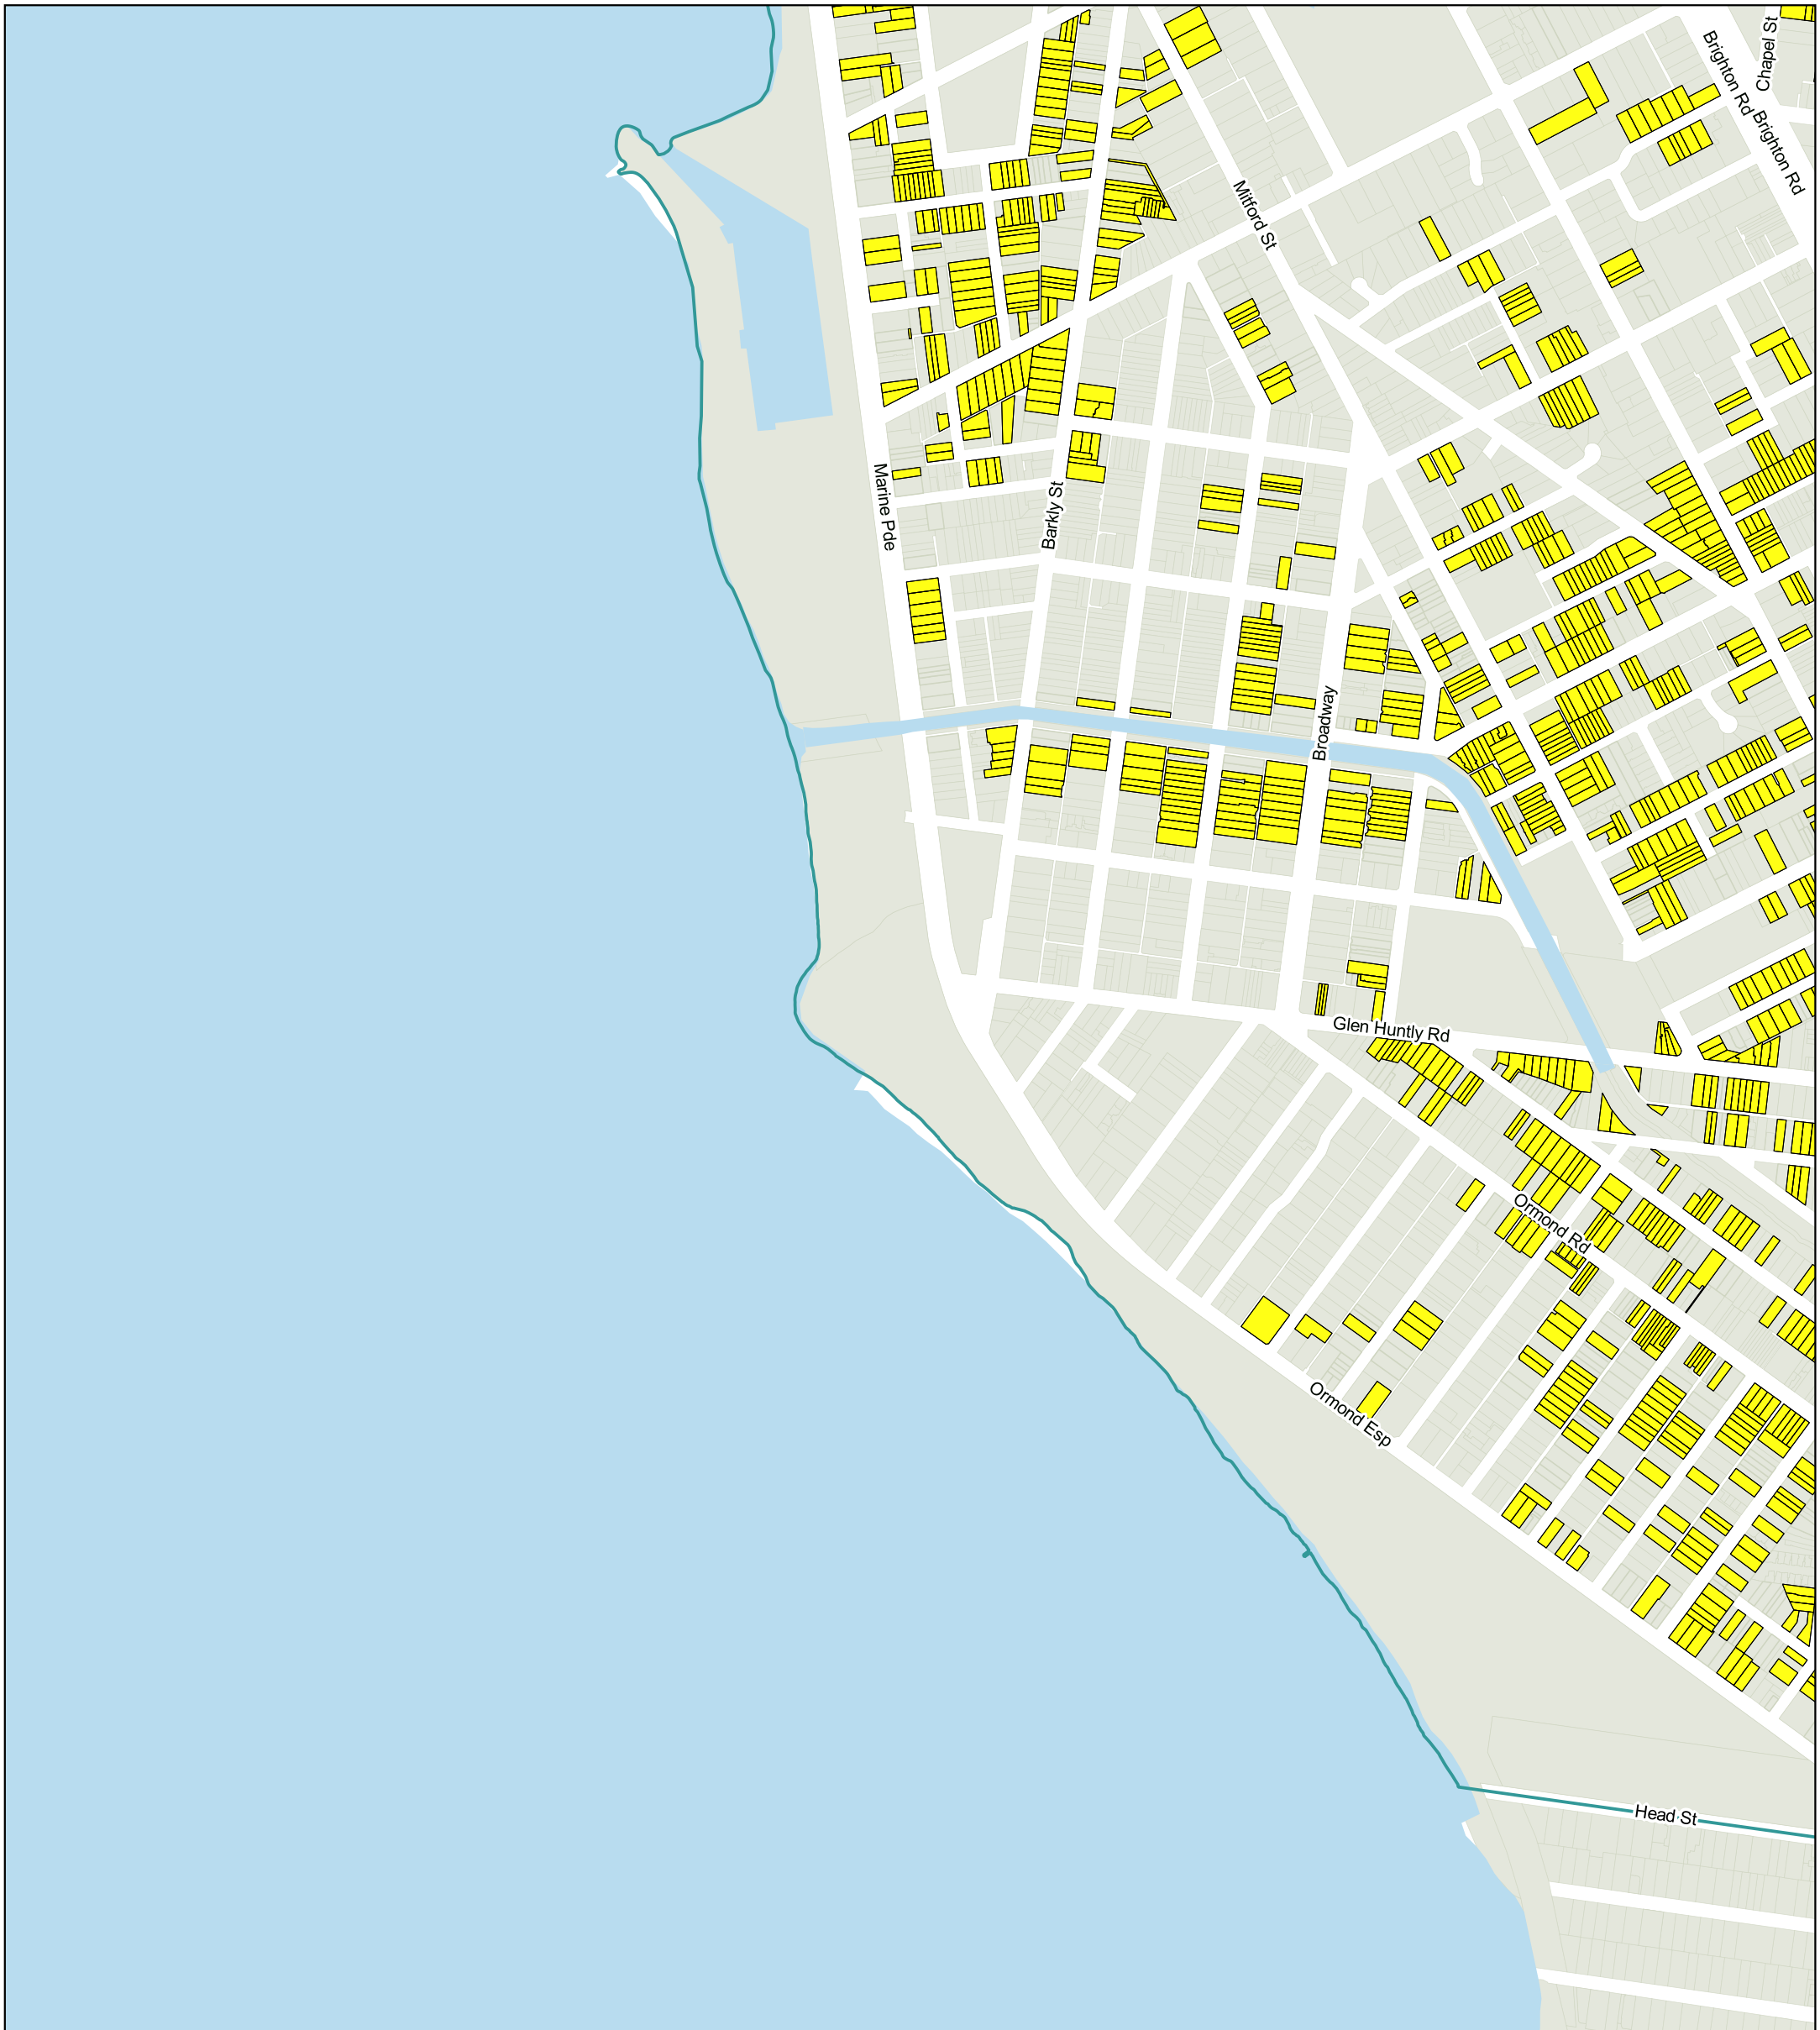 Chapel St
Brighton Rd
Brighton Rd
Mitford St
Marine Pde
Barkly St
Broadway
Glen Huntly Rd
Ormond Rd
Ormond Esp
Head St